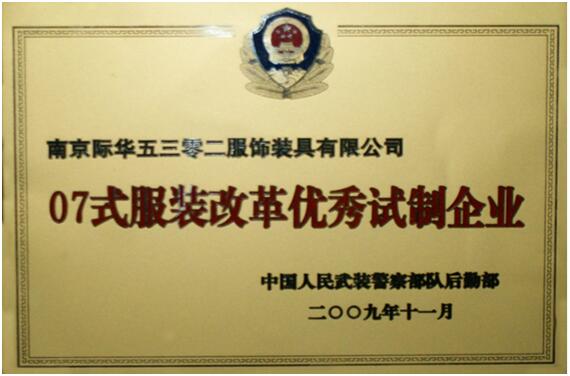 南京际华五三零二服饰装具有限公司
07式服装改革优秀试制企业
中国人民武装警察部队后勤部
二〇〇九年十一月